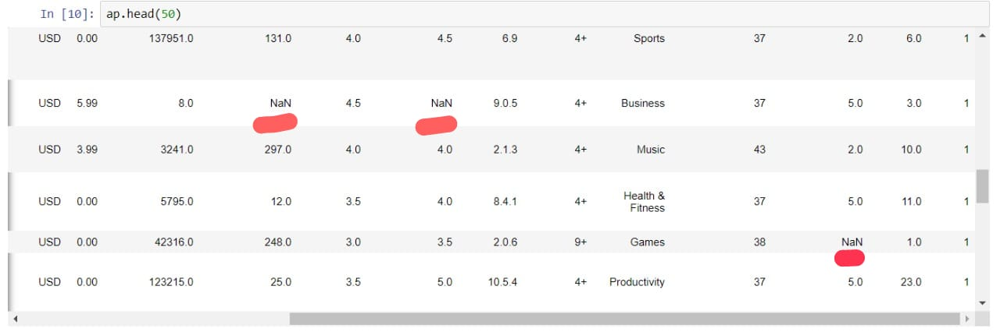 In [10]: ap.head(50)
USD 0.00 137951.0 131.0 4.0 4.5 6.9 4+ Sports 37 2.0 6.0 1
USD 5.99 8.0 NaN 4.5 NaN 9.0.5 4+ Business 37 5.0 3.0 1
USD 3.99 3241.0 297.0 4.0 4.0 2.1.3 4+ Music 43 2.0 10.0 1
USD 0.00 5795.0 12.0 3.5 4.0 8.4.1 4+ Health & Fitness 37 5.0 11.0 1
USD 0.00 42316.0 248.0 3.0 3.5 2.0.6 9+ Games 38 NaN 1.0 1
USD 0.00 123215.0 25.0 3.5 5.0 10.5.4 4+ Productivity 37 5.0 23.0 1